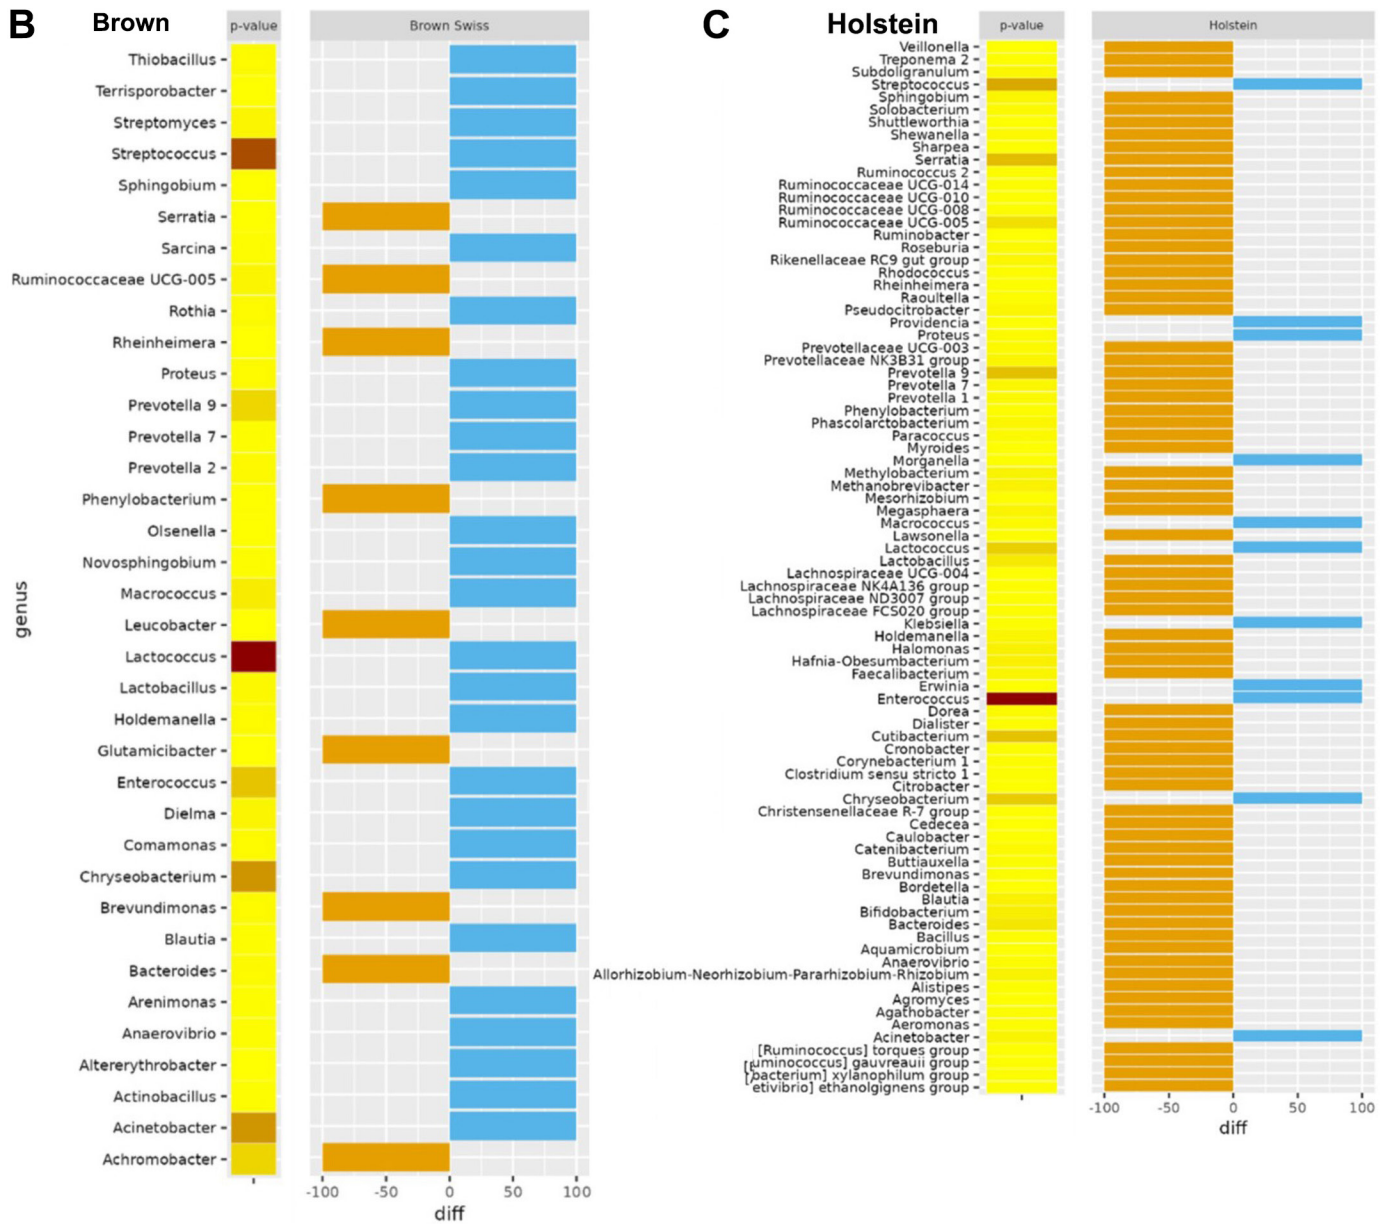 B
Brown
p-value
Brown Swiss
Thiobacillus
Terrisporobacter
Streptomyces
Streptococcus
Sphingobium
Serratia
Sarcina
Ruminococcaceae UCG-005
Rothia
Rheinheimera
Proteus
Prevotella 9
Prevotella 7
Prevotella 2
Phenylobacterium
Olsenella
Novosphingobium
Macrococcus
Leucobacter
Lactococcus
Lactobacillus
Holdemanella
Glutamicibacter
Enterococcus
Dielma
Comamonas
Chryseobacterium
Brevundimonas
Blautia
Bacteroides
Arenimonas
Anaerovibrio
Altererythrobacter
Actinobacillus
Acinetobacter
Achromobacter
genus
-100 -50 0 50 100
diff
C
Holstein
p-value
Holstein
Veillonella
Treponema 2
Subdoligranulum
Streptococcus
Sphingobium
Solobacterium
Shuttleworthia
Shewanella
Sharpea
Serratia
Ruminococcus 2
Ruminococcaceae UCG-014
Ruminococcaceae UCG-010
Ruminococcaceae UCG-008
Ruminococcaceae UCG-005
Ruminobacter
Roseburia
Rikenellaceae RC9 gut group
Rhodococcus
Rheinheimera
Raoultella
Pseudocitrobacter
Providencia
Proteus
Prevotellaceae UCG-003
Prevotellaceae NK3B31 group
Prevotella 9
Prevotella 7
Prevotella 1
Phenylobacterium
Phascolarctobacterium
Paracoccus
Myroides
Morganella
Methylobacterium
Methanobrevibacter
Mesorhizobium
Megasphaera
Macrococcus
Lawsonella
Lactococcus
Lactobacillus
Lachnospiraceae UCG-004
Lachnospiraceae NK4A136 group
Lachnospiraceae ND3007 group
Lachnospiraceae FCS020 group
Klebsiella
Holdemanella
Halomonas
Hafnia-Obesumbacterium
Faecalibacterium
Erwinia
Enterococcus
Dorea
Dialister
Cutibacterium
Cronobacter
Corynebacterium 1
Clostridium sensu stricto 1
Citrobacter
Chryseobacterium
Christensenellaceae R-7 group
Cedecea
Caulobacter
Catenibacterium
Buttiauxella
Brevundimonas
Bordetella
Blautia
Bifidobacterium
Bacteroides
Bacillus
Aquamicrobium
Anaerovibrio
Allorhizobium-Neorhizobium-Pararhizobium-Rhizobium
Alistipes
Agromyces
Agathobacter
Aeromonas
Acinetobacter
[Ruminococcus] torques group
uminococcus] gauvreauii group
bacterium] xylanophilum group
etivibrio] ethanolgignens group
-100 -50 0 50 100
diff